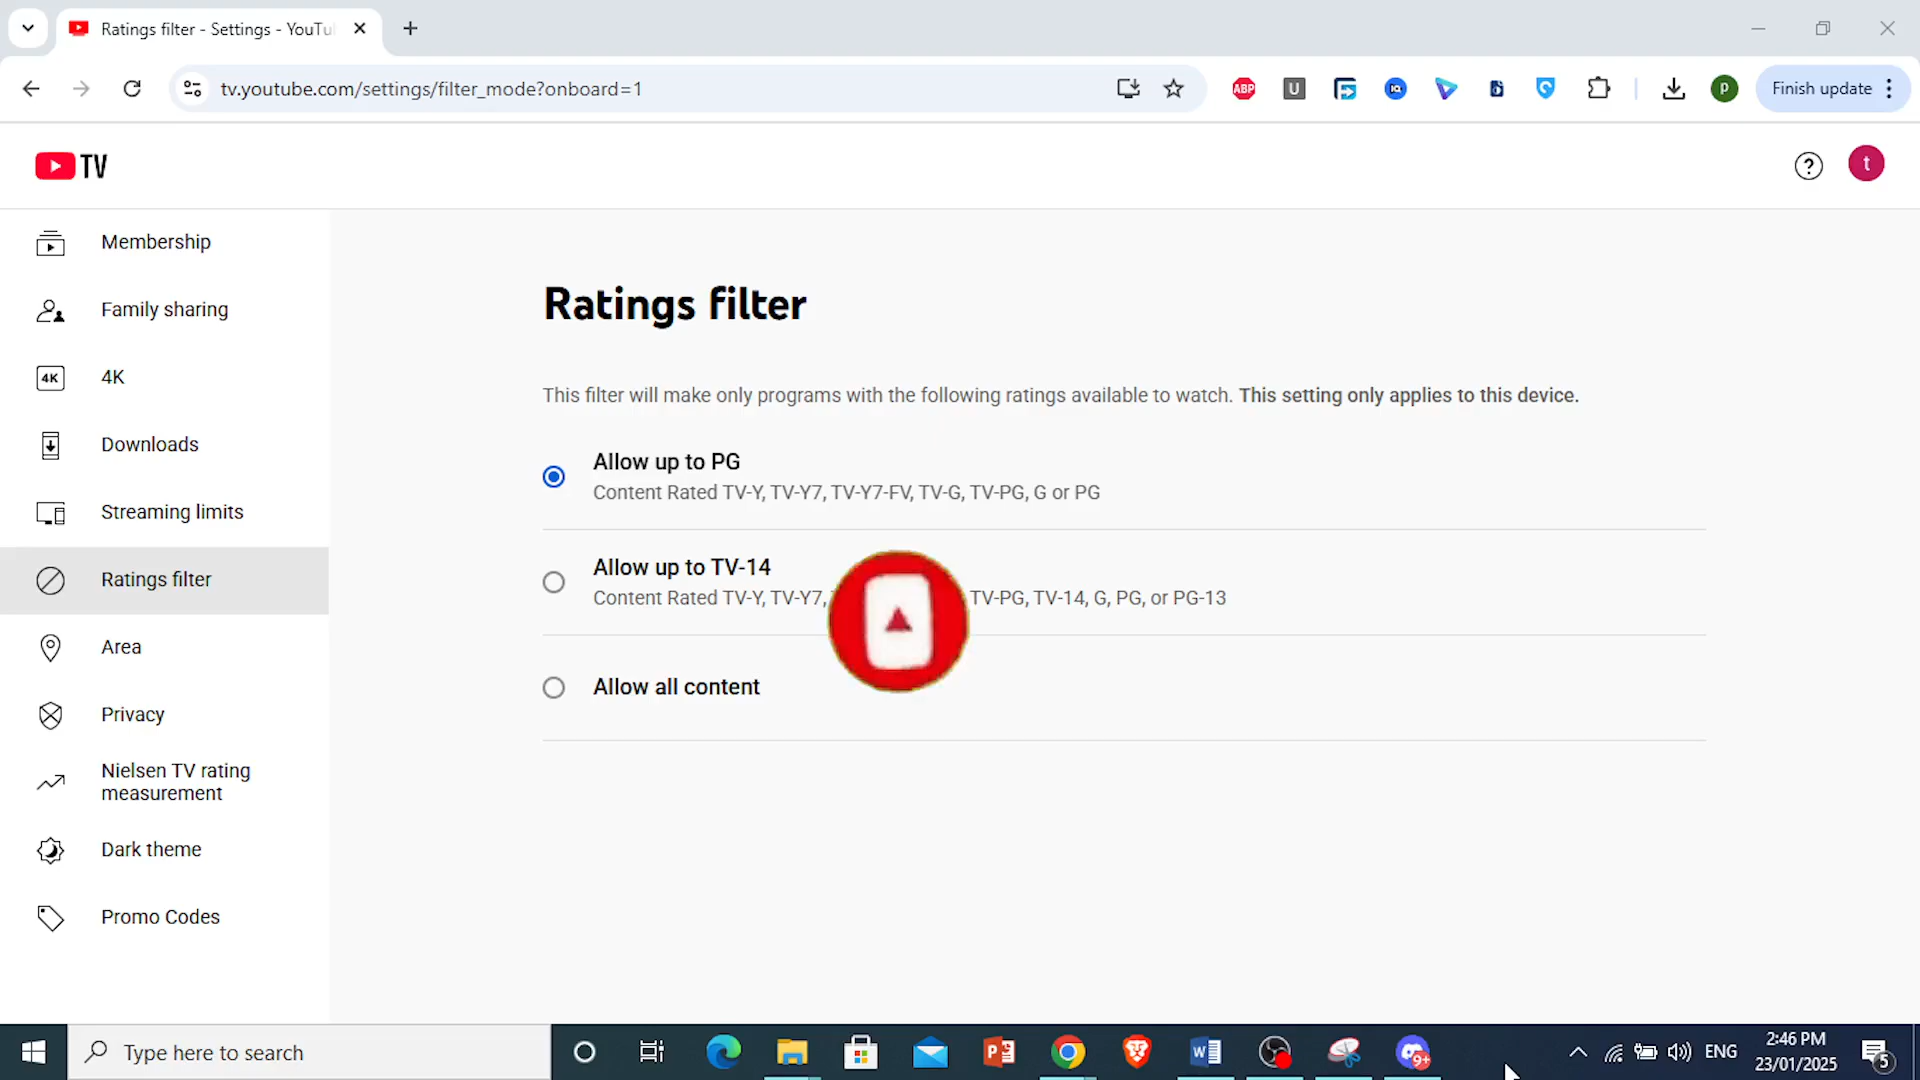 Ratings filter - Settings - YouTu
tv.youtube.com/settings/filter_mode?onboard=1
ABP
U
IQ
P
Finish update
TV
?
t
Membership
Family sharing
4K
4K
Downloads
Streaming limits
Ratings filter
Area
Privacy
Nielsen TV rating
measurement
Dark theme
Promo Codes
Ratings filter
This filter will make only programs with the following ratings available to watch. This setting only applies to this device.
Allow up to PG
Content Rated TV-Y, TV-Y7, TV-Y7-FV, TV-G, TV-PG, G or PG
Allow up to TV-14
Content Rated TV-Y, TV-Y7, TV-PG, TV-14, G, PG, or PG-13
Allow all content
Type here to search
P
W
9+
ENG
2:46 PM
23/01/2025
5